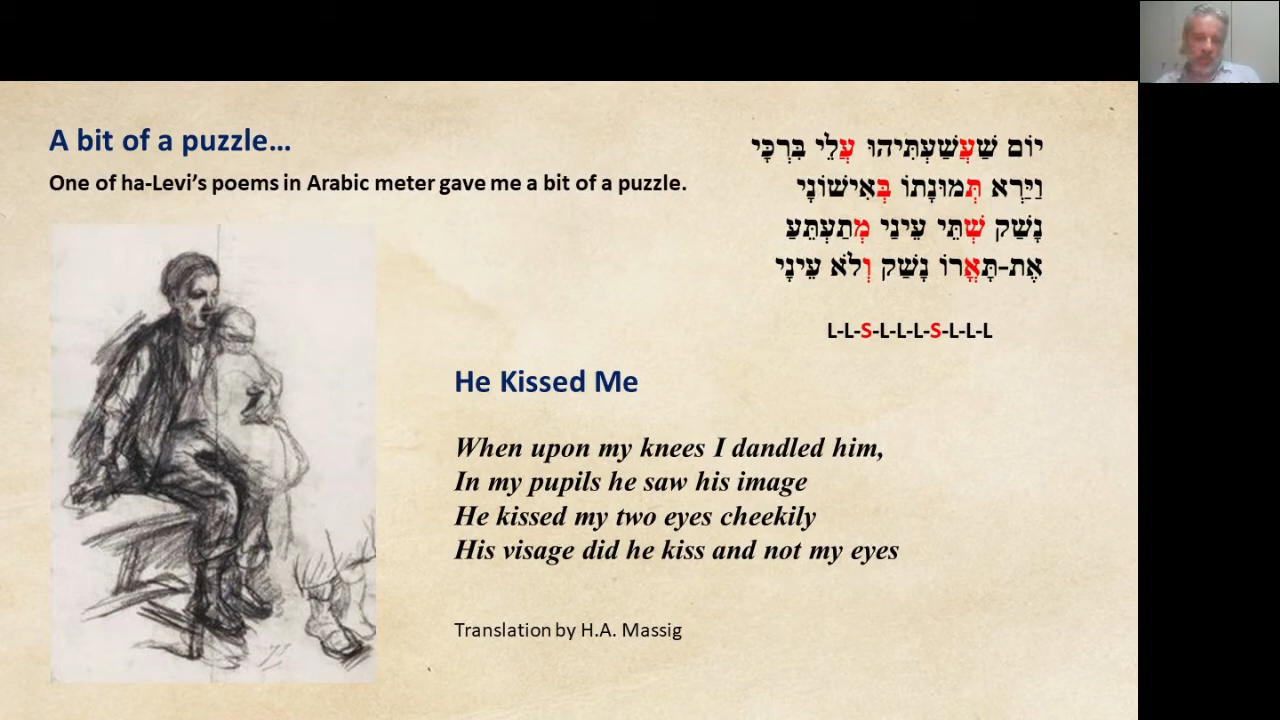 A bit of a puzzle…
One of ha-Levi’s poems in Arabic meter gave me a bit of a puzzle.
יוֹם שַׁעֲשַׁעְתִּיהוּ עֲלֵי בִּרְכָּי
וַיַּרְא תְּמוּנָתוֹ בְּאִישׁוֹנָי
נָשַׁק שְׁתֵּי עֵינַי מְתַעְתֵּעַ
אֶת-תָּאֳרוֹ נָשַׁק וְלֹא עֵינָי
L-L-S-L-L-L-S-L-L-L
He Kissed Me
When upon my knees I dandled him,
In my pupils he saw his image
He kissed my two eyes cheekily
His visage did he kiss and not my eyes
Translation by H.A. Massig